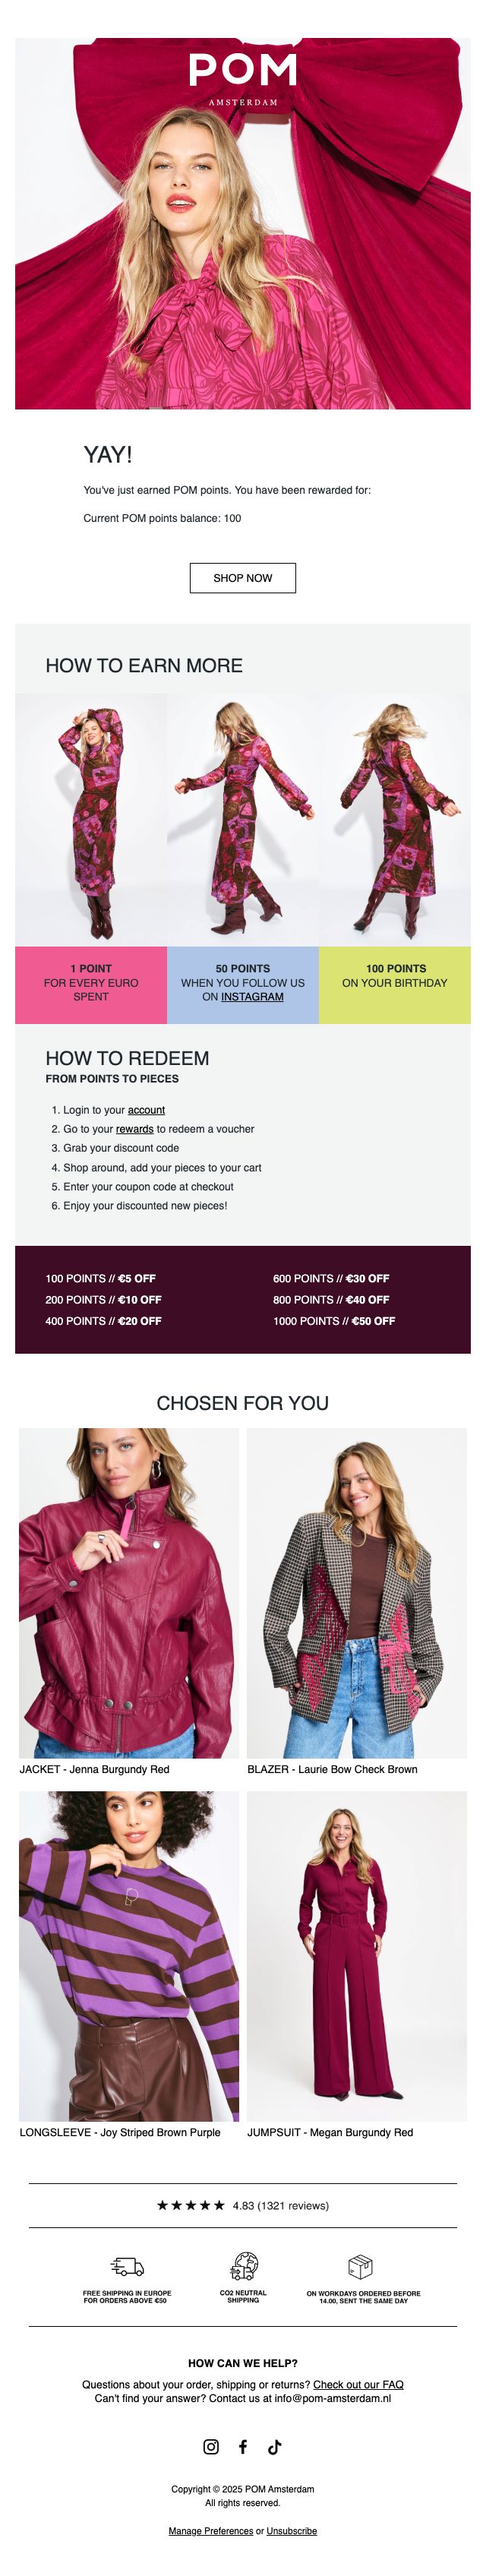 POM
AMSTERDAM
YAY!
You've just earned POM points. You have been rewarded for:
Current POM points balance: 100
SHOP NOW
HOW TO EARN MORE
1 POINT
FOR EVERY EURO
SPENT
50 POINTS
WHEN YOU FOLLOW US
ON INSTAGRAM
100 POINTS
ON YOUR BIRTHDAY
HOW TO REDEEM
FROM POINTS TO PIECES
1. Login to your account
2. Go to your rewards to redeem a voucher
3. Grab your discount code
4. Shop around, add your pieces to your cart
5. Enter your coupon code at checkout
6. Enjoy your discounted new pieces!
100 POINTS // €5 OFF
200 POINTS // €10 OFF
400 POINTS // €20 OFF
600 POINTS // €30 OFF
800 POINTS // €40 OFF
1000 POINTS // €50 OFF
CHOSEN FOR YOU
JACKET - Jenna Burgundy Red
BLAZER - Laurie Bow Check Brown
LONGSLEEVE - Joy Striped Brown Purple
JUMPSUIT - Megan Burgundy Red
★★★★★ 4.83 (1321 reviews)
FREE SHIPPING IN EUROPE
FOR ORDERS ABOVE €50
CO2 NEUTRAL
SHIPPING
ON WORKDAYS ORDERED BEFORE
14.00, SENT THE SAME DAY
HOW CAN WE HELP?
Questions about your order, shipping or returns? Check out our FAQ
Can't find your answer? Contact us at info@pom-amsterdam.nl
Copyright © 2025 POM Amsterdam
All rights reserved.
Manage Preferences or Unsubscribe